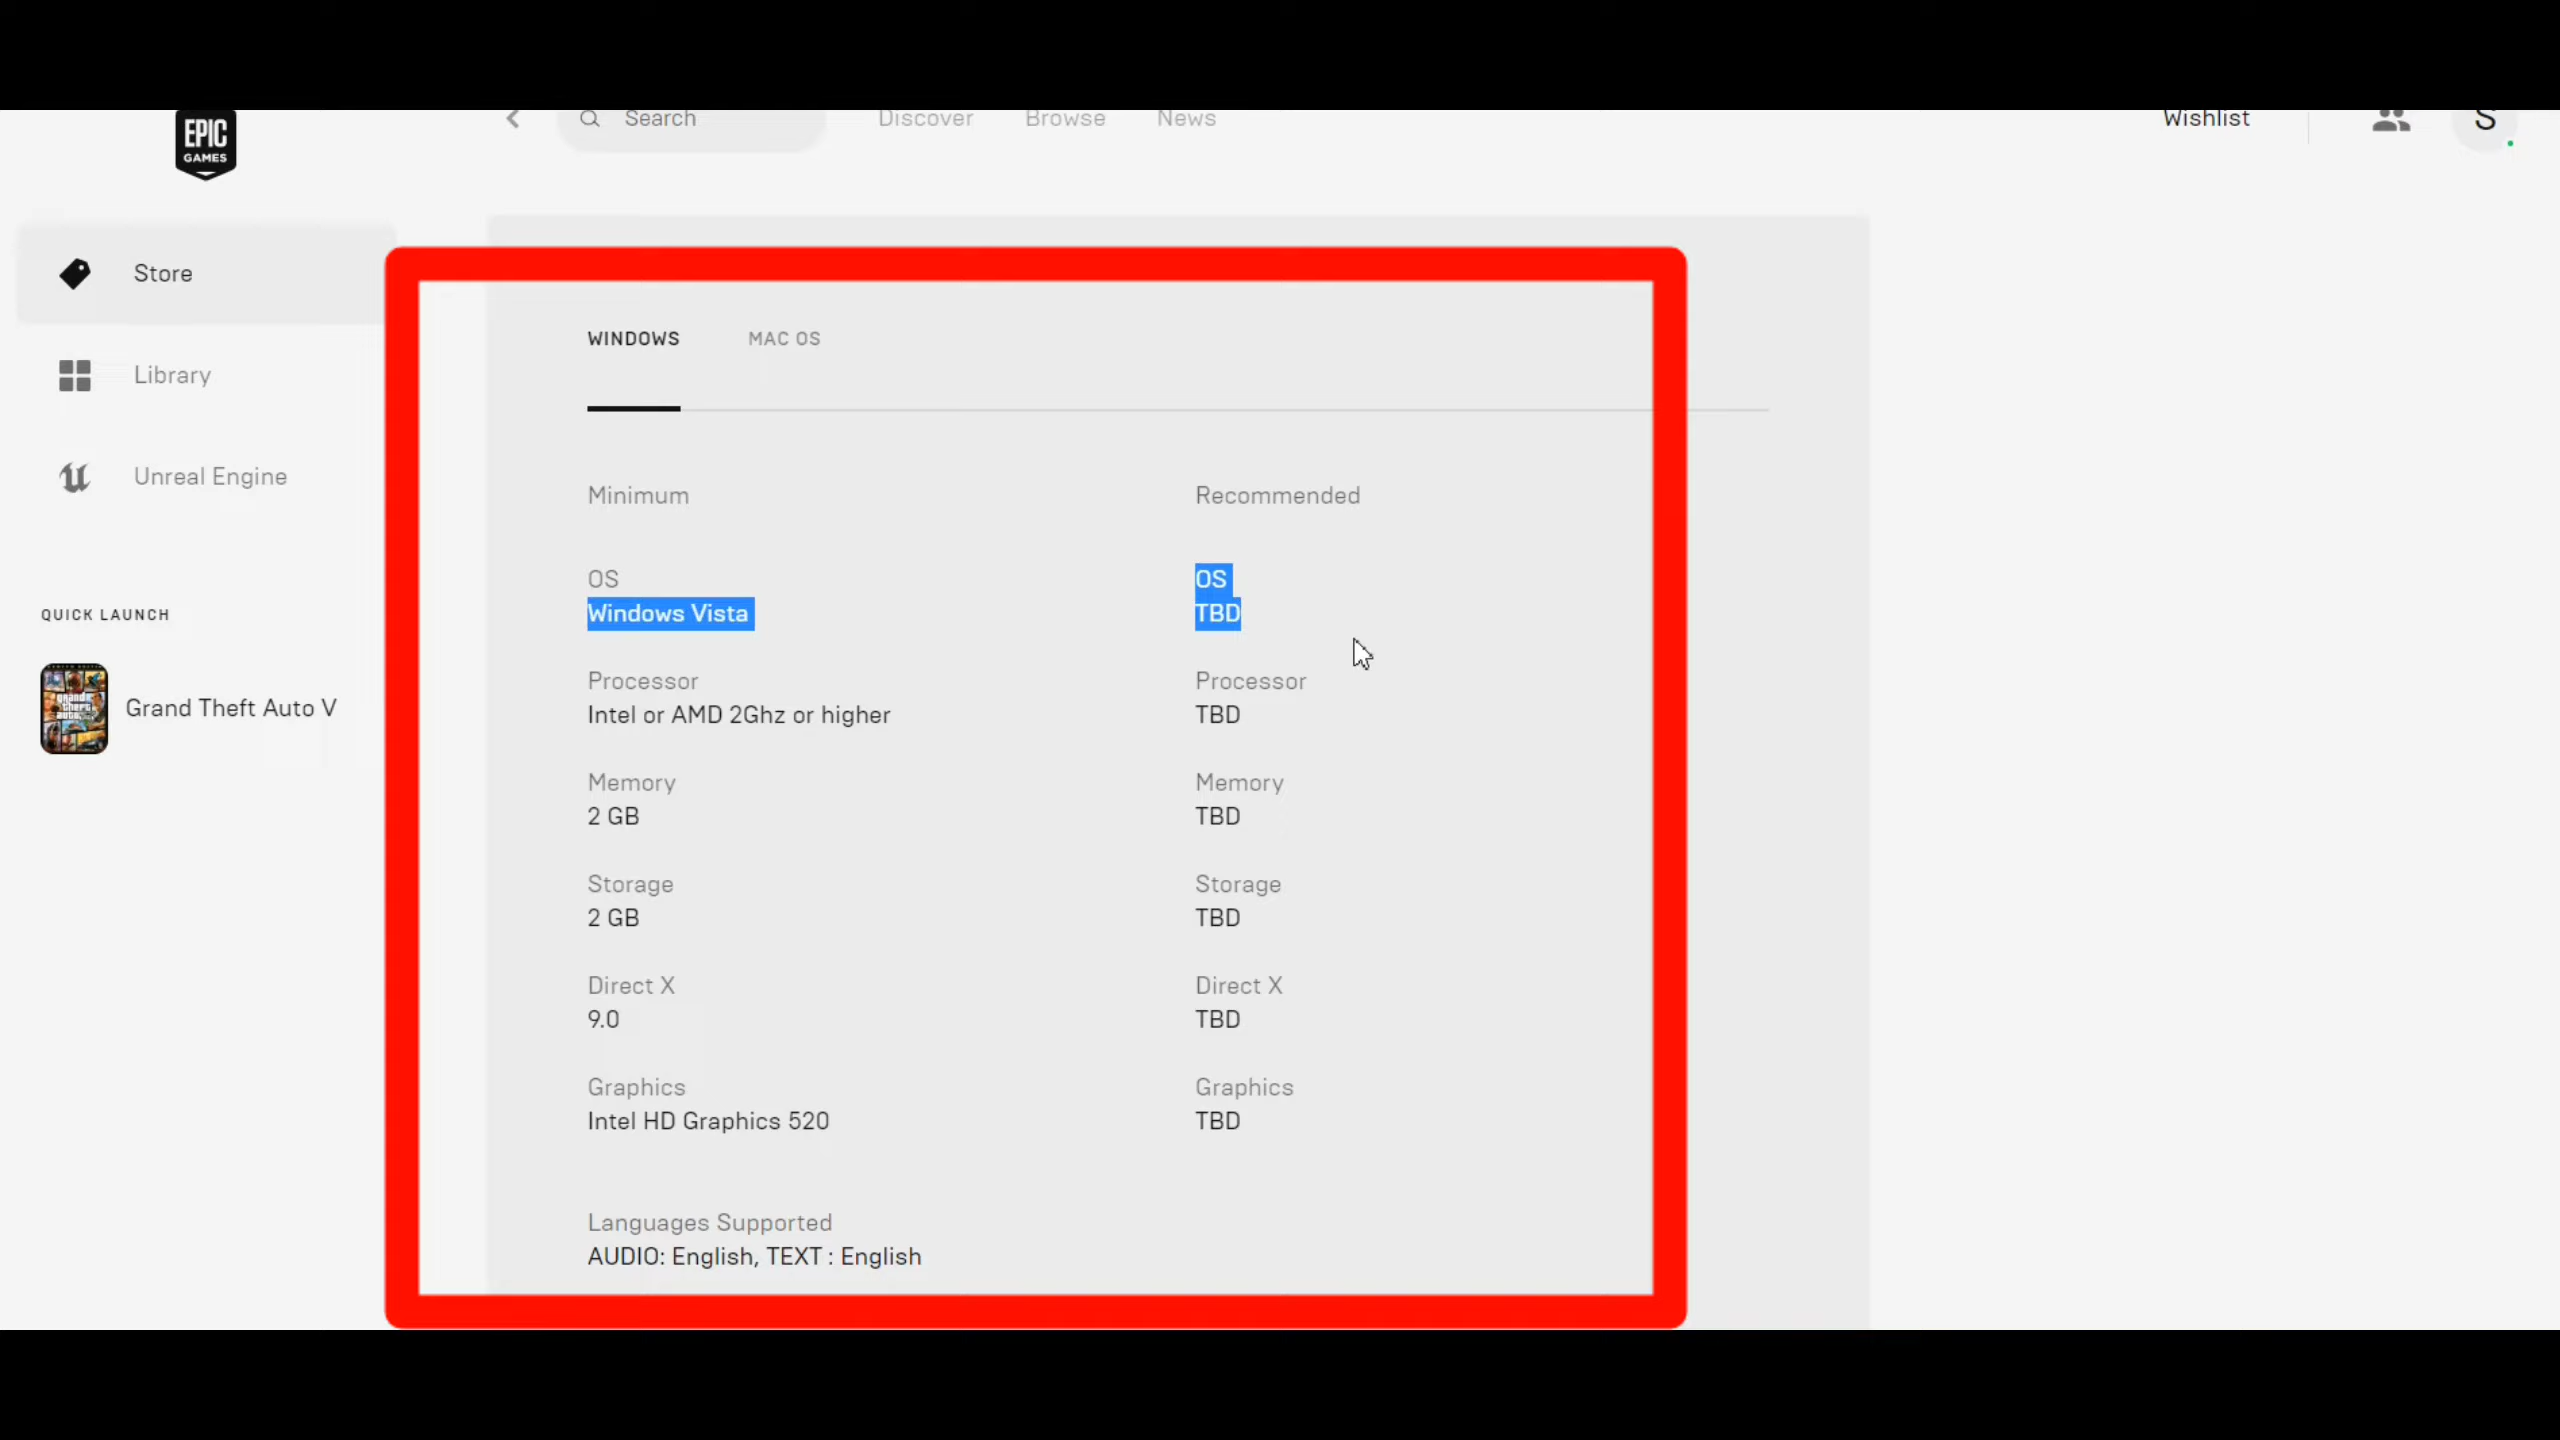 EPIC
GAMES
Search
Discover
Browse
News
Wishlist
S
Store
Library
Unreal Engine
QUICK LAUNCH
Grand Theft Auto V
WINDOWS
MAC OS
Minimum
OS
Windows Vista
Processor
Intel or AMD 2Ghz or higher
Memory
2 GB
Storage
2 GB
Direct X
9.0
Graphics
Intel HD Graphics 520
Recommended
OS
TBD
Processor
TBD
Memory
TBD
Storage
TBD
Direct X
TBD
Graphics
TBD
Languages Supported
AUDIO: English, TEXT : English
grand
theft
auto